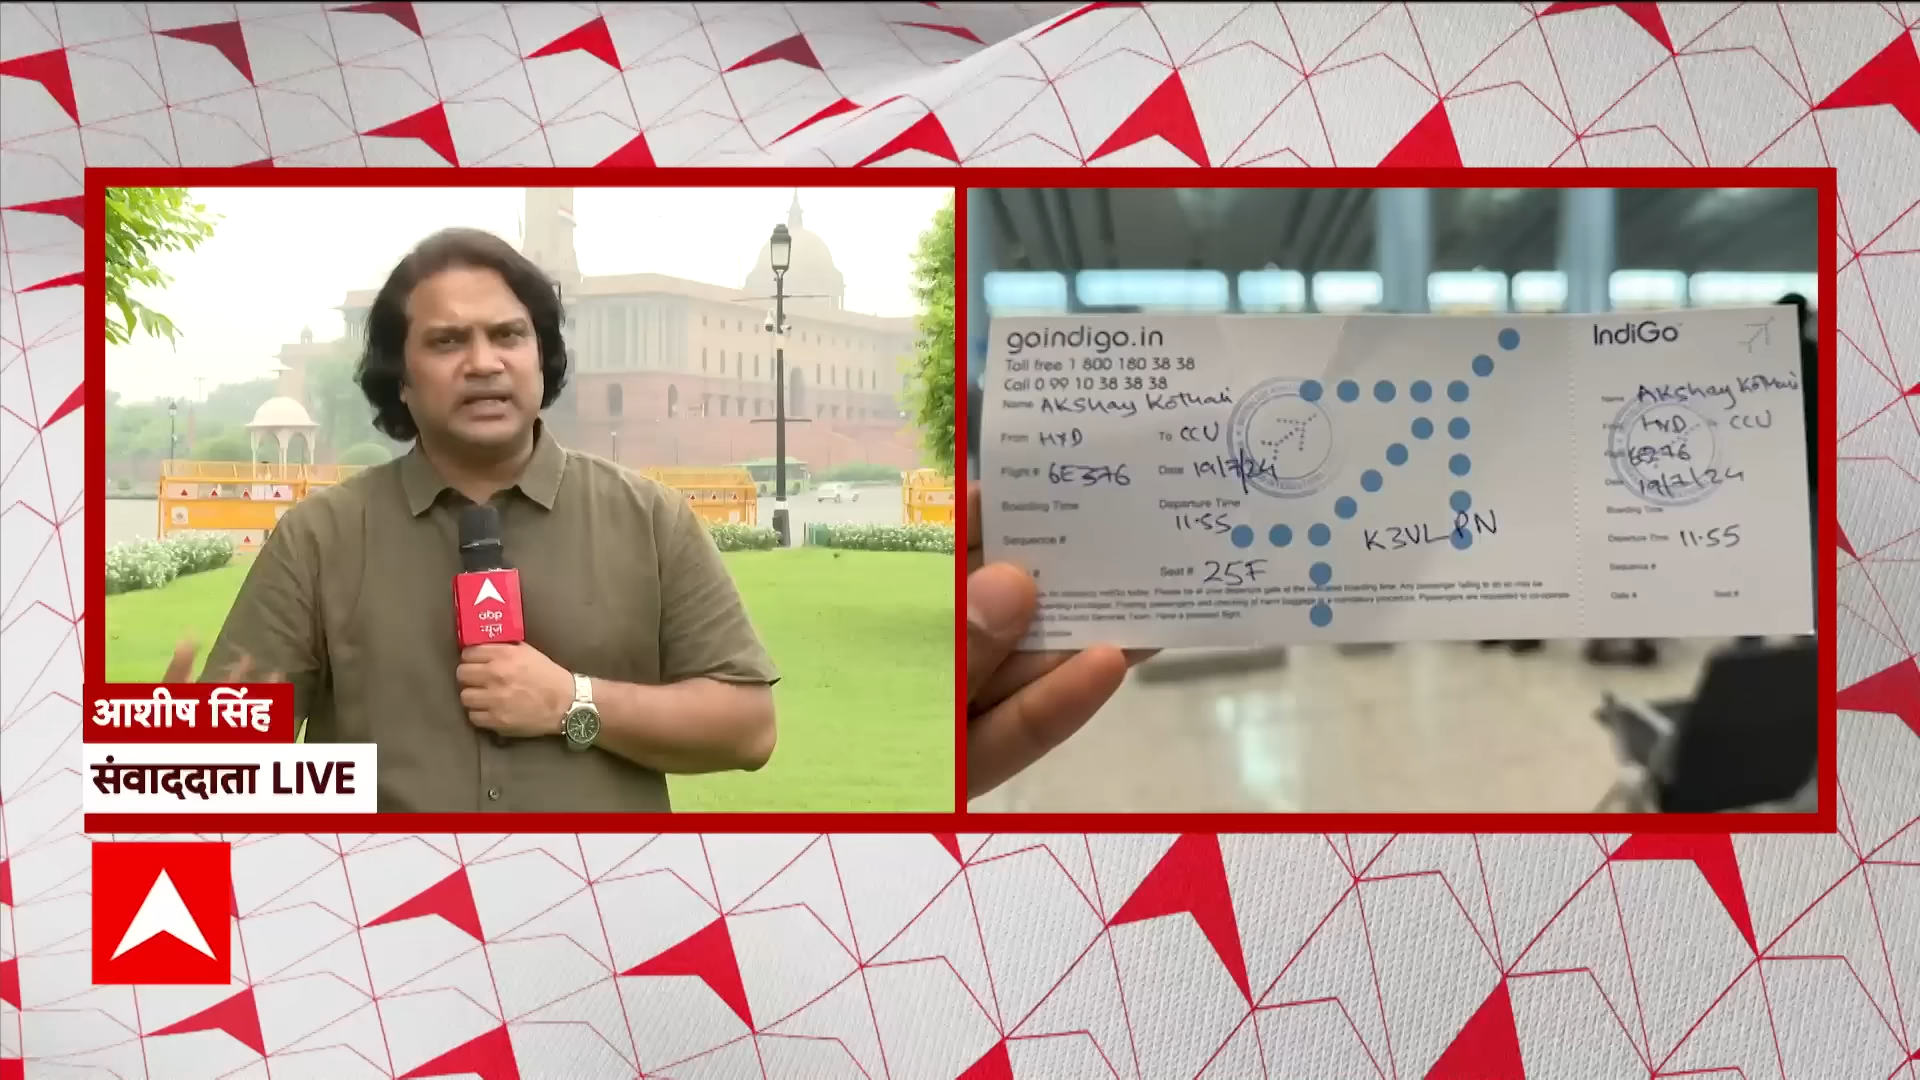 goindigo.in
Toll free 1 800 180 38 38
Call 0 99 10 38 38 38
Name AKshay Kothari
From HYD To CCU
Flight # 6E376 Date 19/7/24
Boarding Time Departure Time
11.55
Sequence #
K3VLPN
Seat # 25F
IndiGo
Name AKshay Kothari
HYD CCU
19/7/24
Boarding Time
Departure Time 11.55
Sequence #
Gate # Seat #
abp
न्यूज़
आशीष सिंह
संवाददाता LIVE